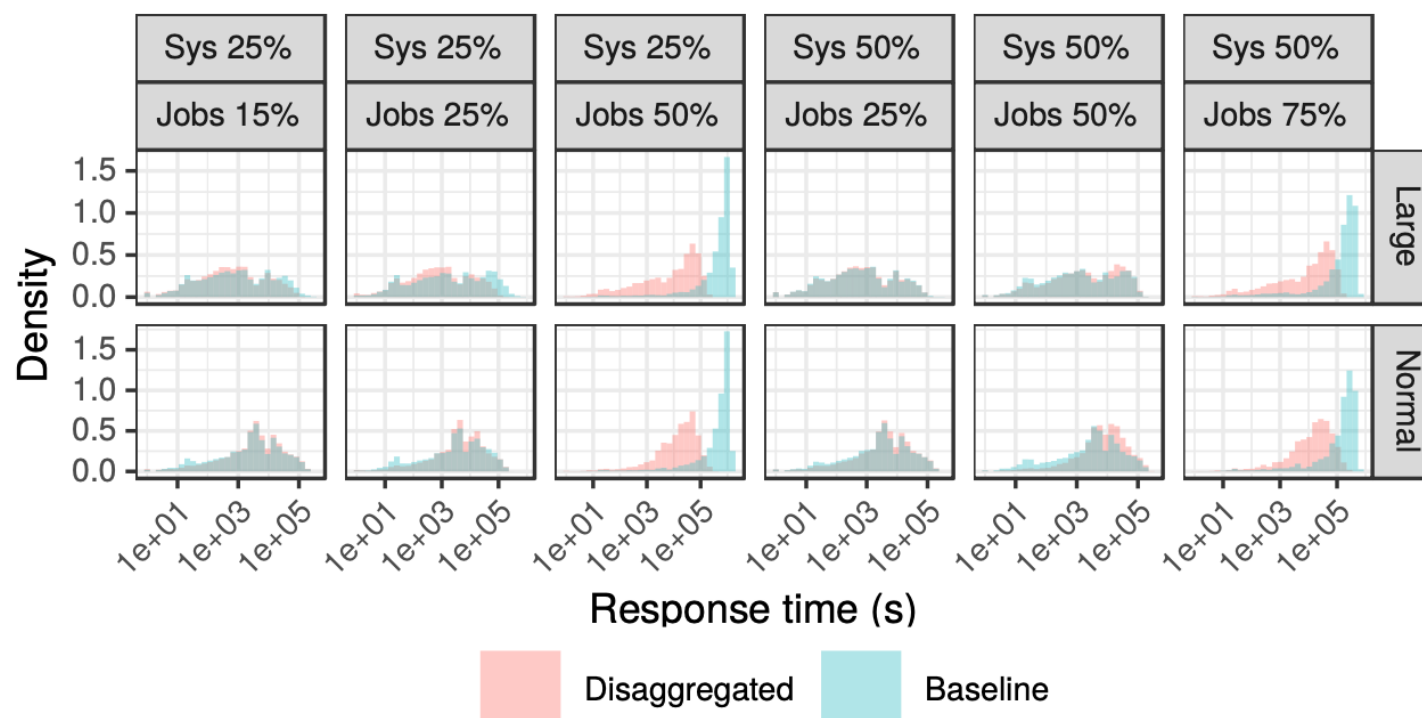 Sys 25% Sys 25% Sys 25% Sys 50% Sys 50% Sys 50%
Jobs 15% Jobs 25% Jobs 50% Jobs 25% Jobs 50% Jobs 75%
1.5
1.0
0.5
0.0
Large
Density
1.5
1.0
0.5
0.0
Normal
1e+01 1e+03 1e+05 1e+01 1e+03 1e+05 1e+01 1e+03 1e+05 1e+01 1e+03 1e+05 1e+01 1e+03 1e+05 1e+01 1e+03 1e+05
Response time (s)
Disaggregated Baseline